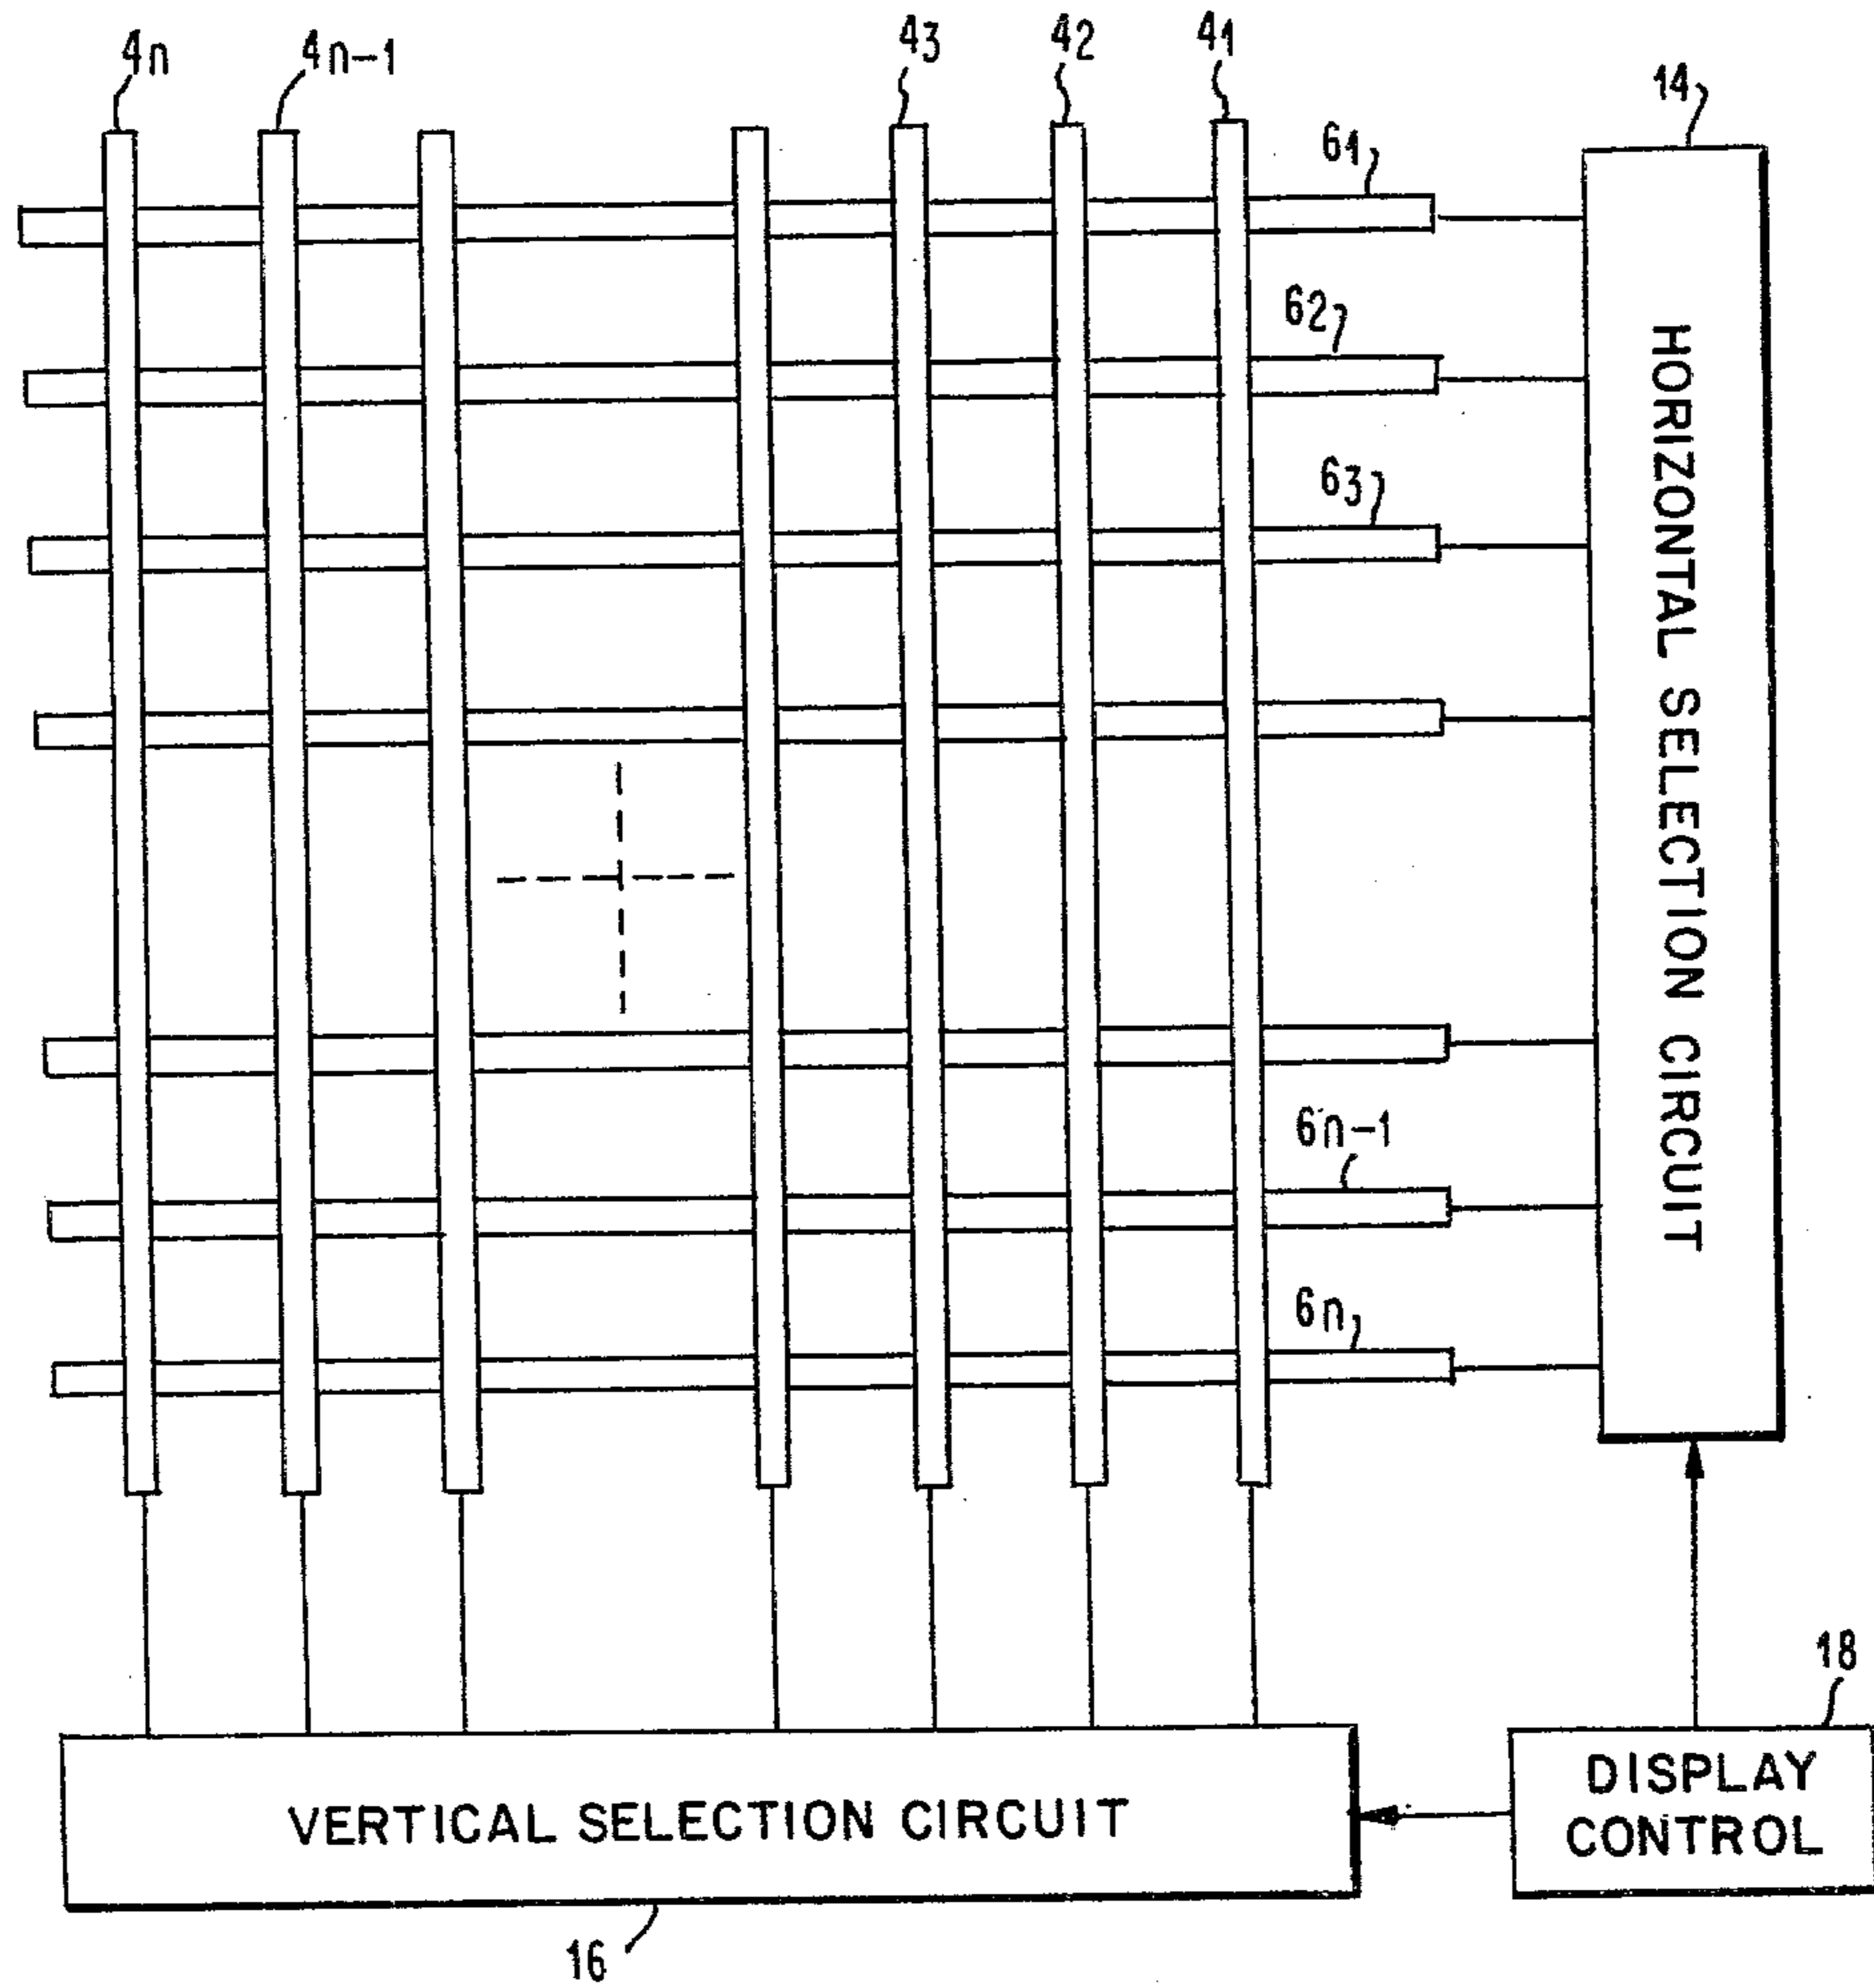 4n 4n-1 43 42 41
14
61
62
63
HORIZONTAL SELECTION CIRCUIT
6n-1
6n
18
DISPLAY
CONTROL
VERTICAL SELECTION CIRCUIT
16